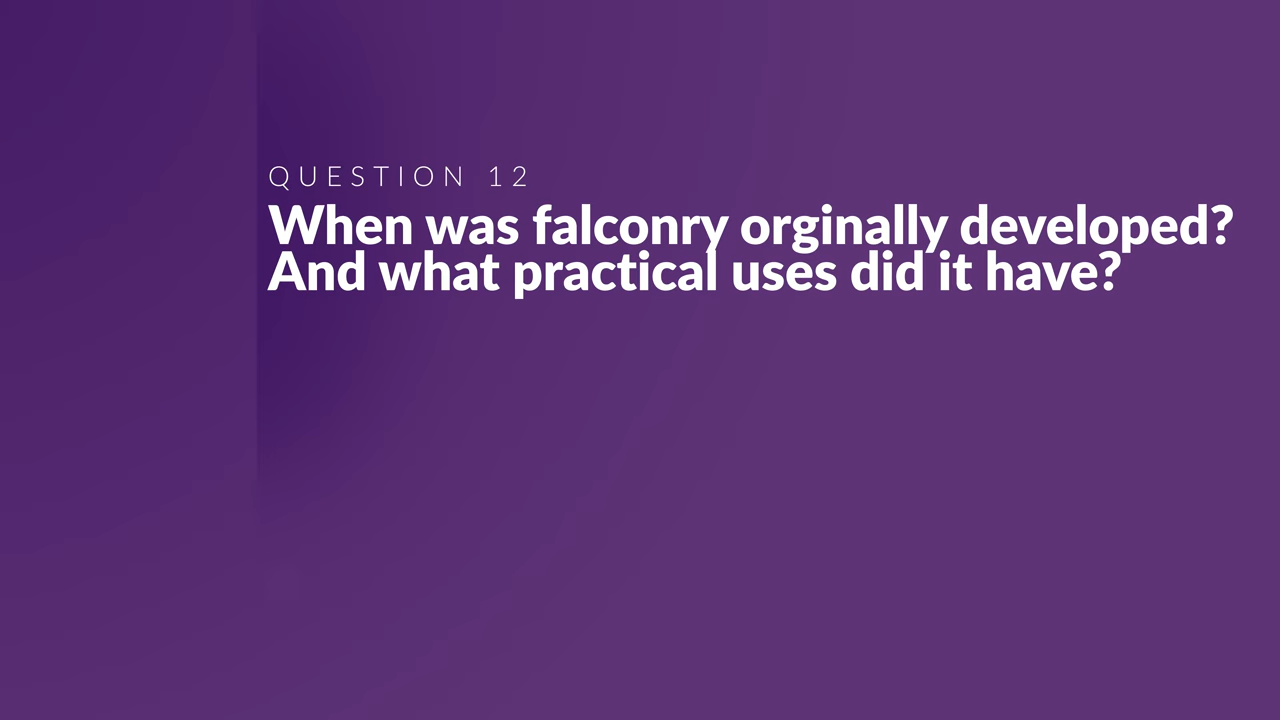 QUESTION 12
When was falconry orginally developed?
And what practical uses did it have?